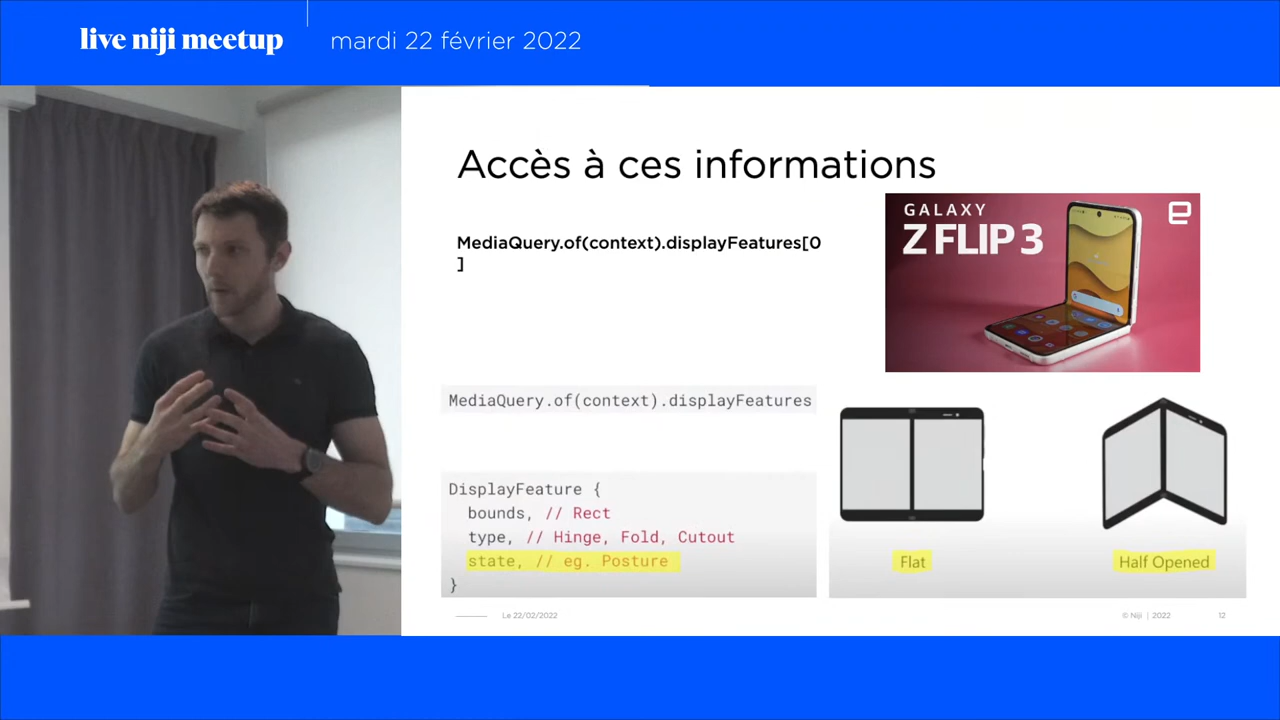 live niji meetup
mardi 22 février 2022
Accès à ces informations
MediaQuery.of(context).displayFeatures[0
]
GALAXY
Z FLIP 3
MediaQuery.of(context).displayFeatures
DisplayFeature {
bounds, // Rect
type, // Hinge, Fold, Cutout
state, // eg. Posture
}
Flat
Half Opened
Le 22/02/2022
© Niji | 2022
12